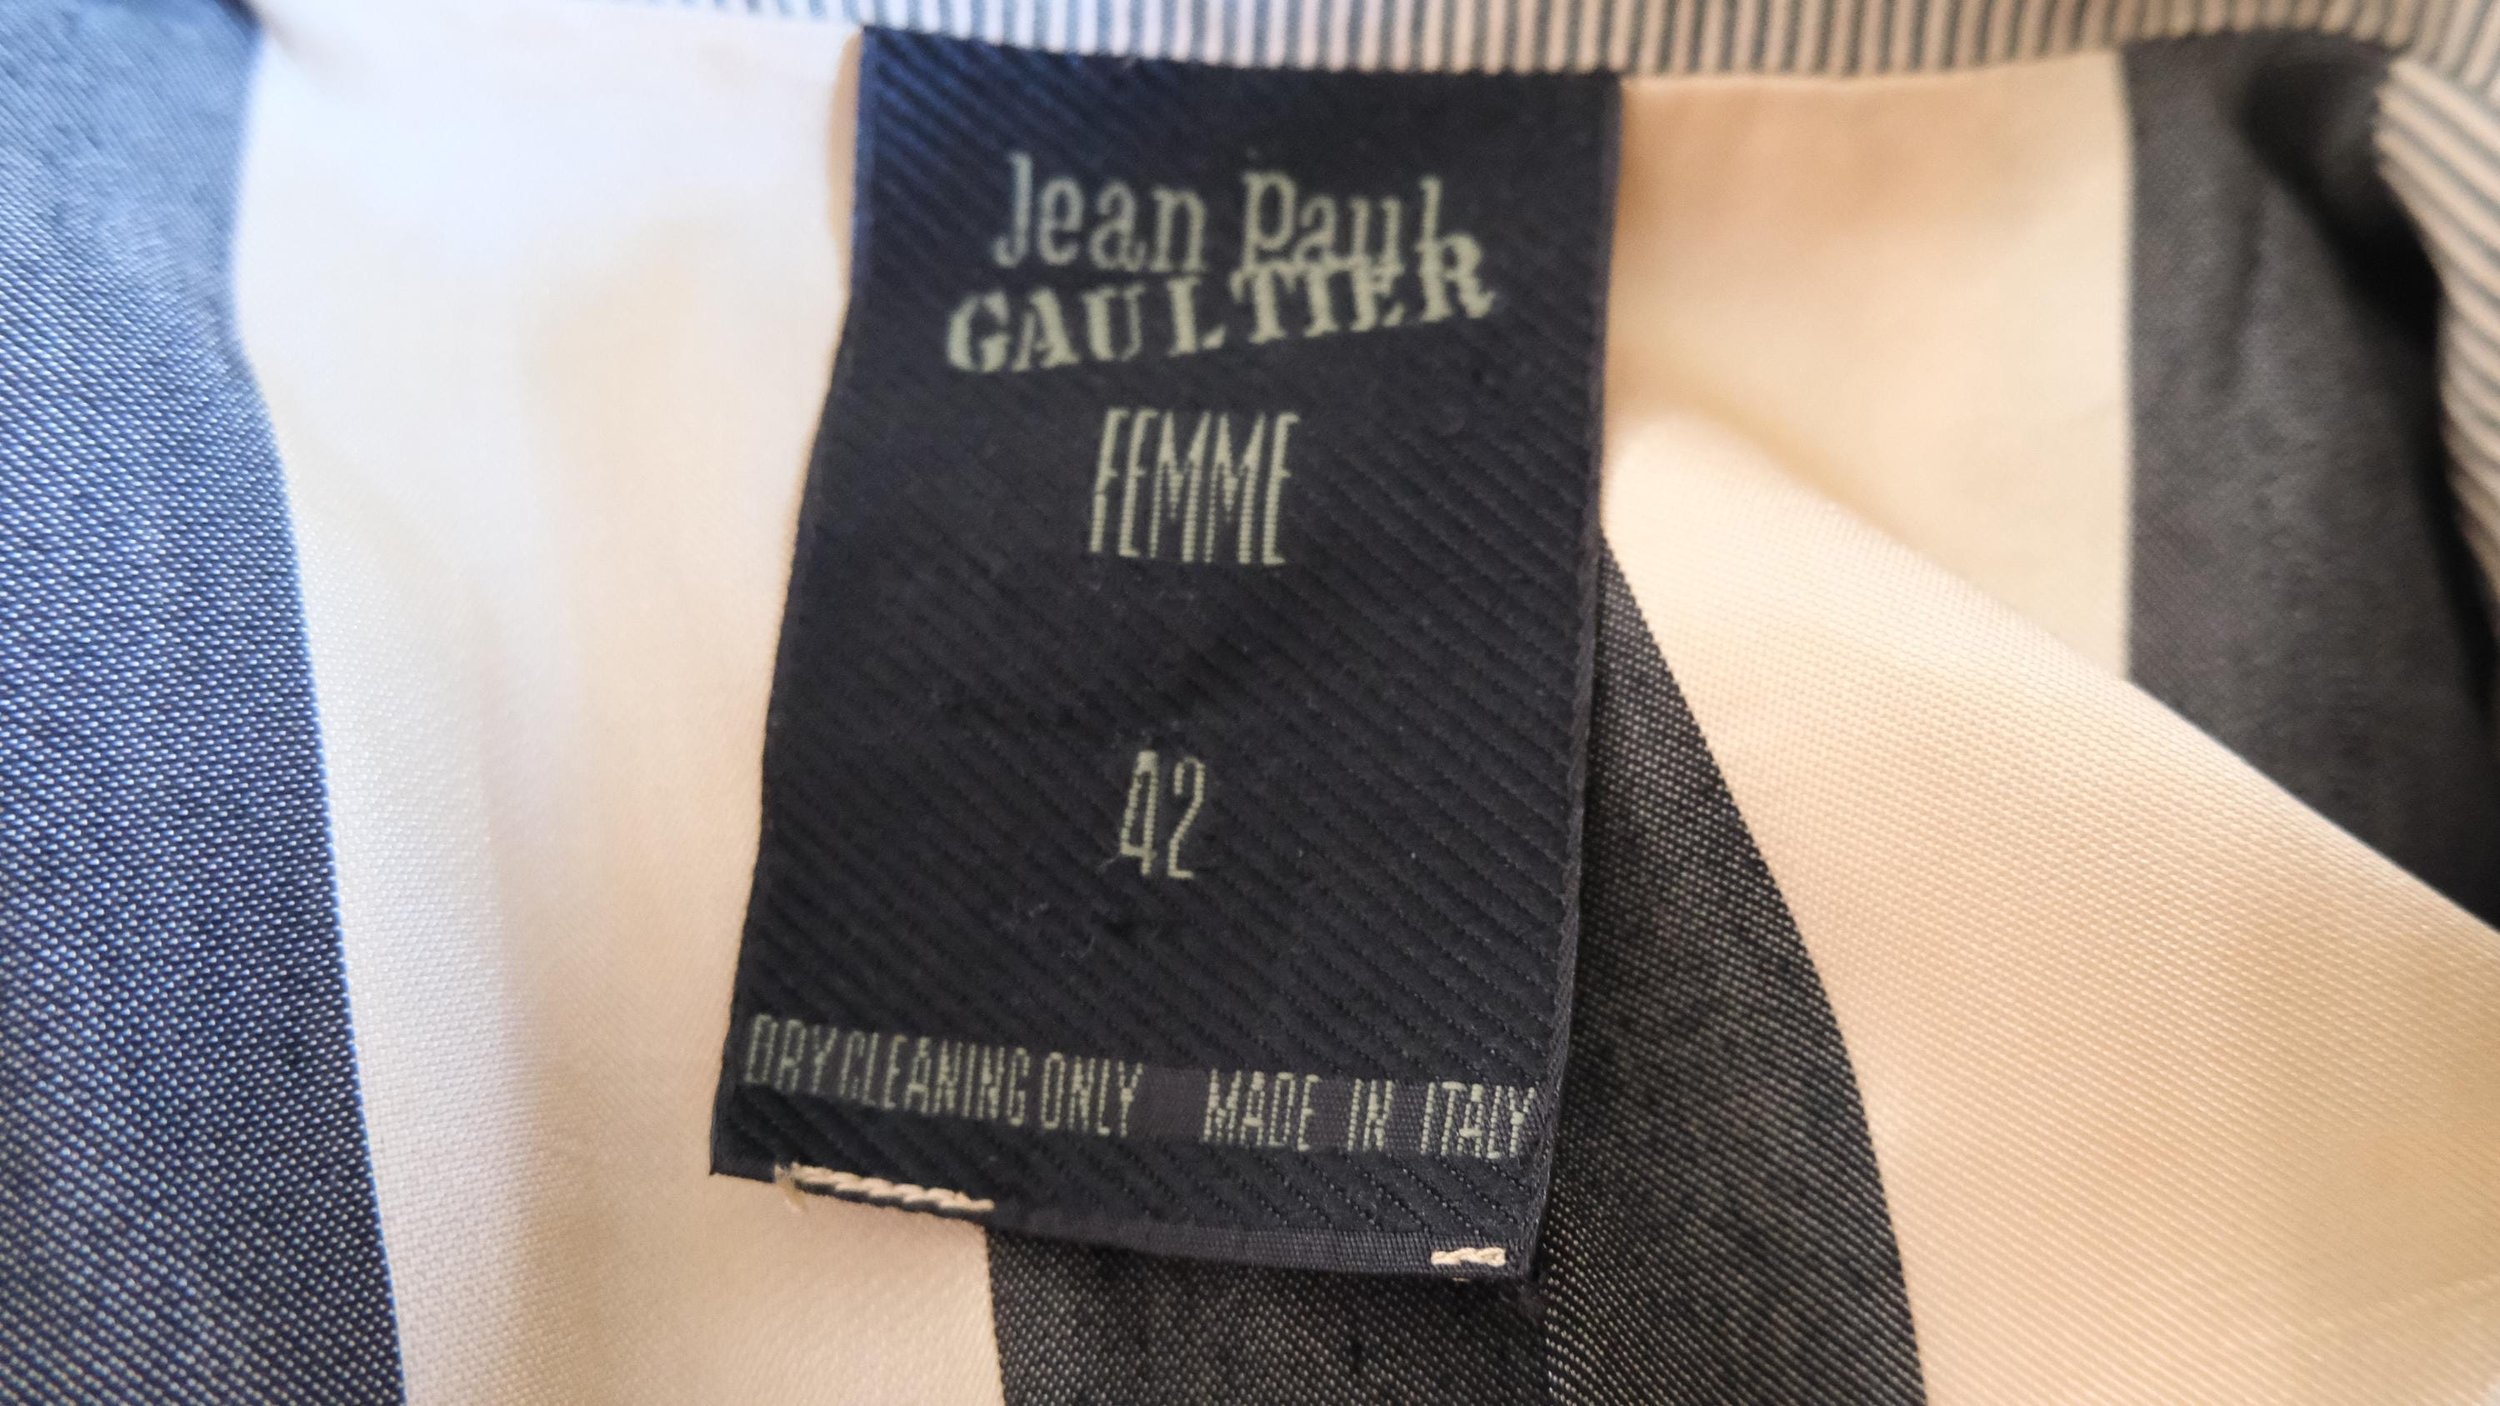 Jean Paul
GAULTIER
FEMME
42
DRY CLEANING ONLY MADE IN ITALY